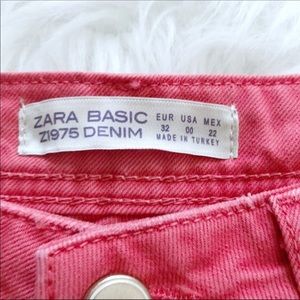 ZARA BASIC
Z1975 DENIM
EUR USA MEX
32 00 22
MADE IN TURKEY